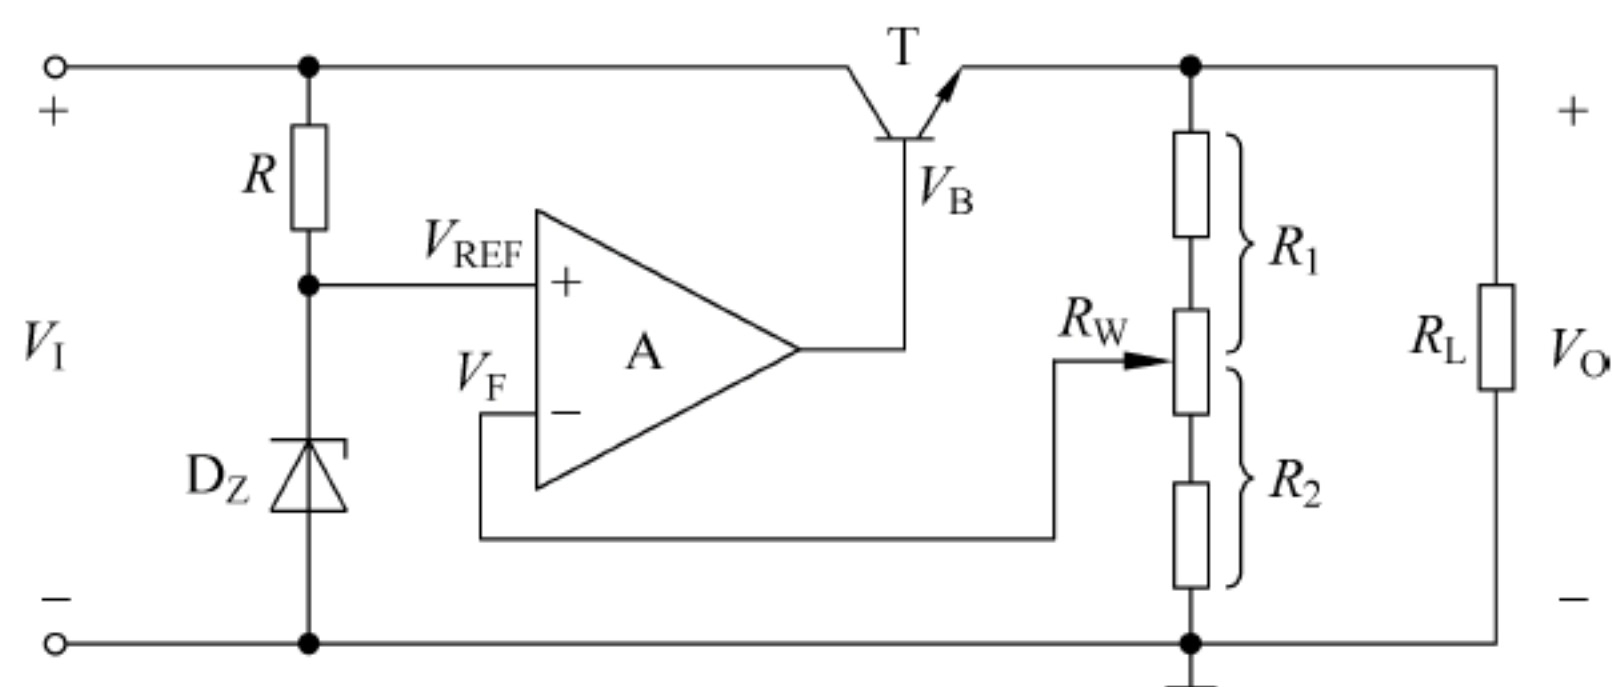 T
+
+
R
V_B
V_REF
R_1
+
R_W
V_I
A
R_L
V_O
V_F
−
D_Z
R_2
−
−